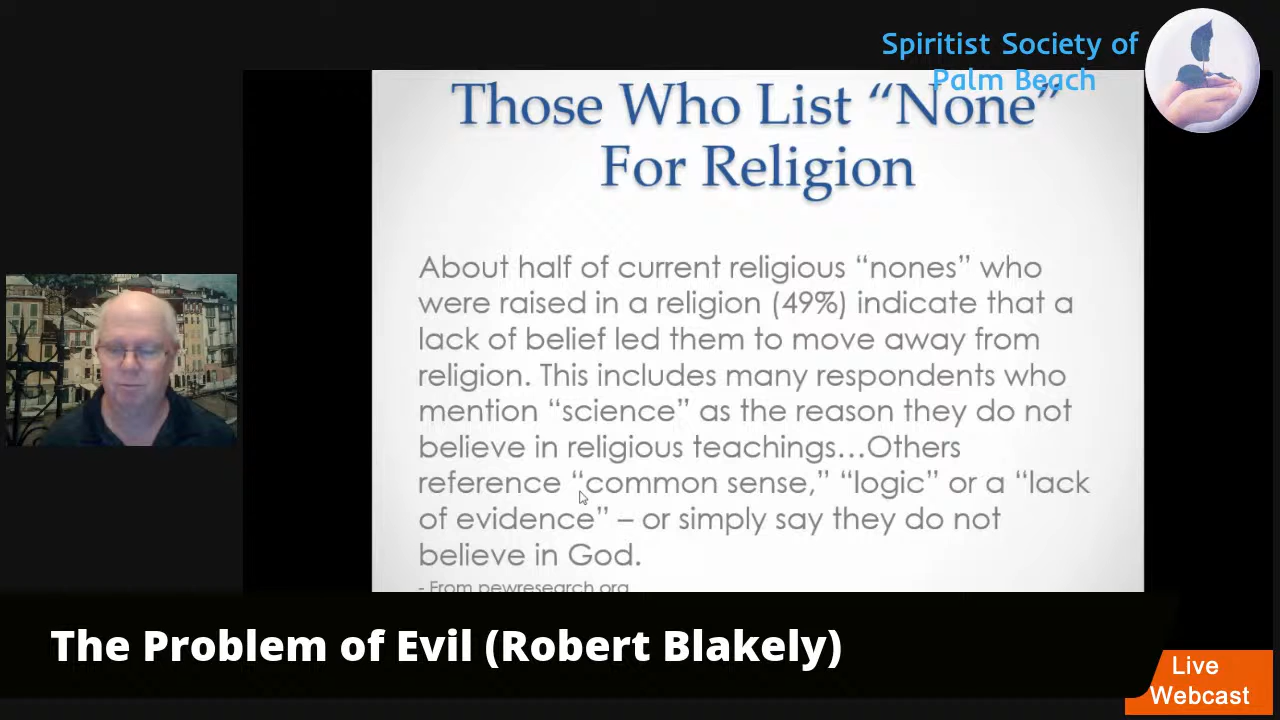 Spiritist Society of
Palm Beach
Those Who List “None”
For Religion
About half of current religious “nones” who
were raised in a religion (49%) indicate that a
lack of belief led them to move away from
religion. This includes many respondents who
mention “science” as the reason they do not
believe in religious teachings…Others
reference “common sense,” “logic” or a “lack
of evidence” – or simply say they do not
believe in God.
- From pewresearch.org
The Problem of Evil (Robert Blakely)
Live
Webcast